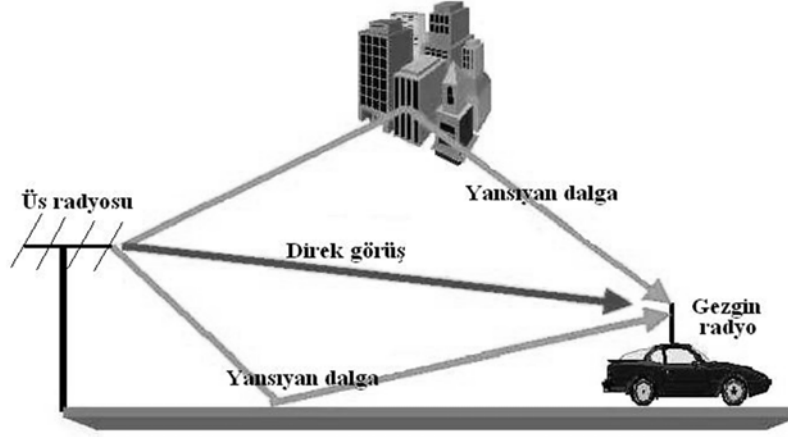 Yansıyan dalga
Üs radyosu
Direk görüş
Gezgin
radyo
Yansıyan dalga